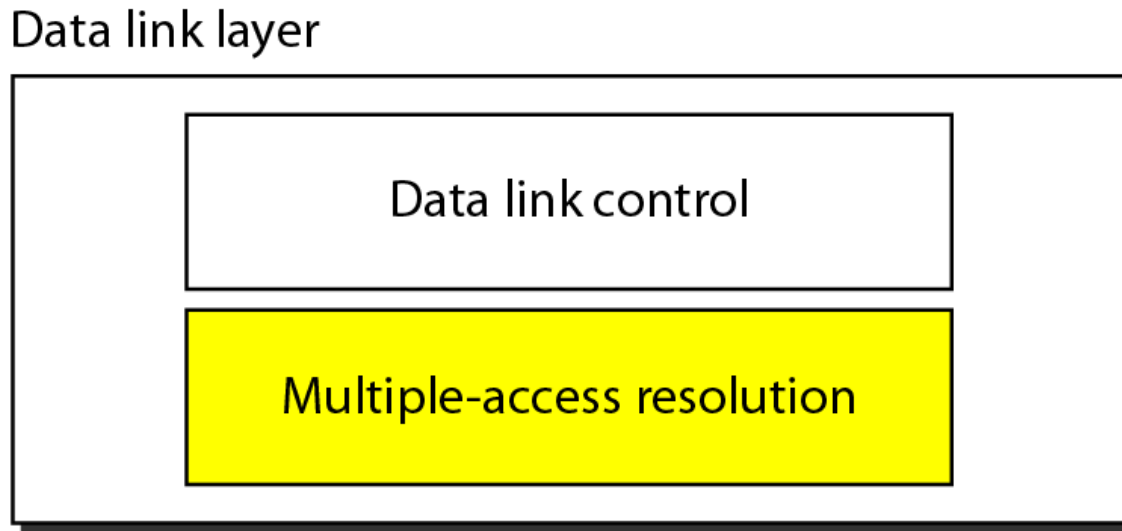 Data link layer
Data link control
Multiple-access resolution